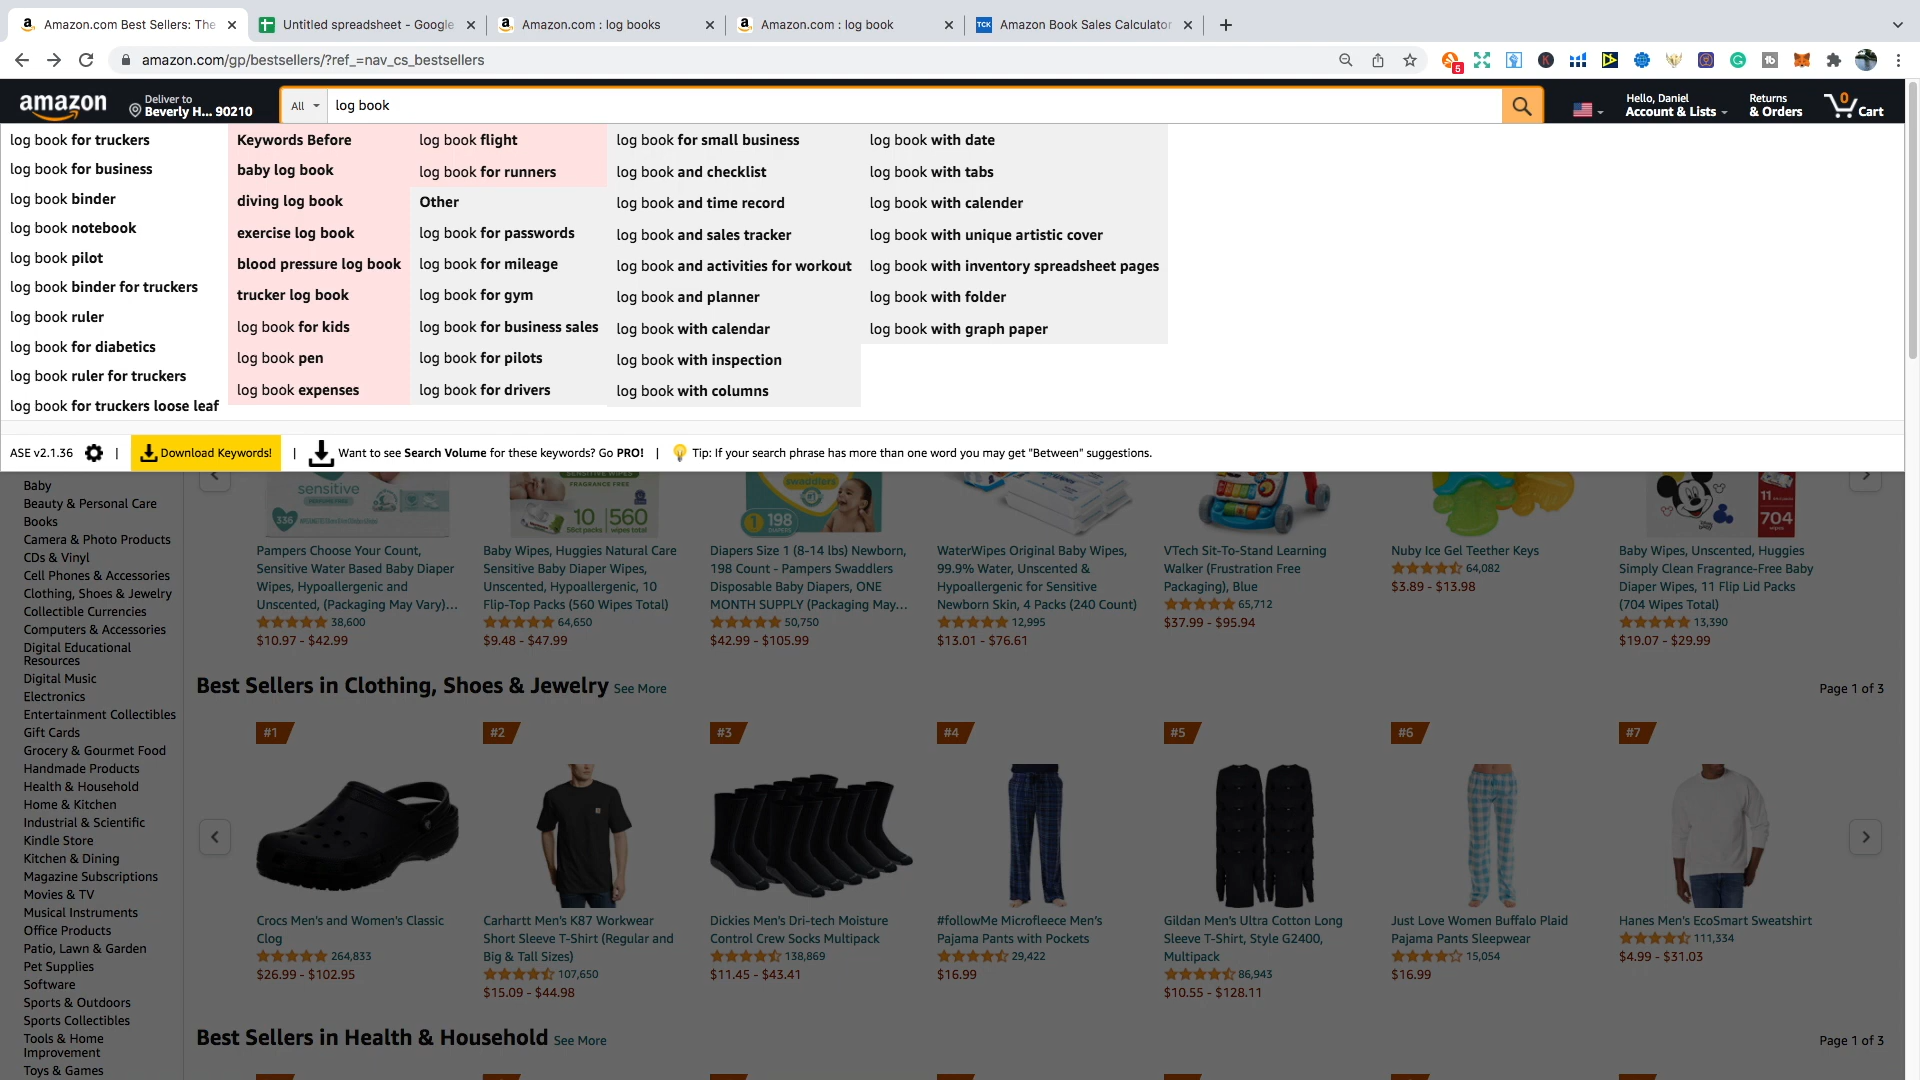 Amazon.com Best Sellers: The
Untitled spreadsheet - Google
Amazon.com : log books
Amazon.com : log book
TCK
Amazon Book Sales Calculator
amazon.com/gp/bestsellers/?ref_=nav_cs_bestsellers
5
amazon
Deliver to
Beverly H... 90210
All
log book
Hello, Daniel
Account & Lists
Returns
& Orders
0
Cart
log book for truckers
log book for business
log book binder
log book notebook
log book pilot
log book binder for truckers
log book ruler
log book for diabetics
log book ruler for truckers
log book for truckers loose leaf
Keywords Before
baby log book
diving log book
exercise log book
blood pressure log book
trucker log book
log book for kids
log book pen
log book expenses
log book flight
log book for runners
Other
log book for passwords
log book for mileage
log book for gym
log book for business sales
log book for pilots
log book for drivers
log book for small business
log book and checklist
log book and time record
log book and sales tracker
log book and activities for workout
log book and planner
log book with calendar
log book with inspection
log book with columns
log book with date
log book with tabs
log book with calender
log book with unique artistic cover
log book with inventory spreadsheet pages
log book with folder
log book with graph paper
ASE v2.1.36
|
Download Keywords!
|
Want to see Search Volume for these keywords? Go PRO!
|
Tip: If your search phrase has more than one word you may get "Between" suggestions.
Baby
Beauty & Personal Care
Books
Camera & Photo Products
CDs & Vinyl
Cell Phones & Accessories
Clothing, Shoes & Jewelry
Collectible Currencies
Computers & Accessories
Digital Educational
Resources
Digital Music
Electronics
Entertainment Collectibles
Gift Cards
Grocery & Gourmet Food
Handmade Products
Health & Household
Home & Kitchen
Industrial & Scientific
Kindle Store
Kitchen & Dining
Magazine Subscriptions
Movies & TV
Musical Instruments
Office Products
Patio, Lawn & Garden
Pet Supplies
Software
Sports & Outdoors
Sports Collectibles
Tools & Home
Improvement
Toys & Games
sensitive
336
FRAGRANCE FREE
10
560
56ct packs
wipes total
swaddlers
#1
1
198
11
704
Pampers Choose Your Count,
Sensitive Water Based Baby Diaper
Wipes, Hypoallergenic and
Unscented, (Packaging May Vary)...
38,600
$10.97 - $42.99
Baby Wipes, Huggies Natural Care
Sensitive Baby Diaper Wipes,
Unscented, Hypoallergenic, 10
Flip-Top Packs (560 Wipes Total)
64,650
$9.48 - $47.99
Diapers Size 1 (8-14 lbs) Newborn,
198 Count - Pampers Swaddlers
Disposable Baby Diapers, ONE
MONTH SUPPLY (Packaging May...
50,750
$42.99 - $105.99
WaterWipes Original Baby Wipes,
99.9% Water, Unscented &
Hypoallergenic for Sensitive
Newborn Skin, 4 Packs (240 Count)
12,995
$13.01 - $76.61
VTech Sit-To-Stand Learning
Walker (Frustration Free
Packaging), Blue
65,712
$37.99 - $95.94
Nuby Ice Gel Teether Keys
64,082
$3.89 - $13.98
Baby Wipes, Unscented, Huggies
Simply Clean Fragrance-Free Baby
Diaper Wipes, 11 Flip Lid Packs
(704 Wipes Total)
13,390
$19.07 - $29.99
Best Sellers in Clothing, Shoes & Jewelry See More
Page 1 of 3
#1
#2
#3
#4
#5
#6
#7
Crocs Men's and Women's Classic
Clog
264,833
$26.99 - $102.95
Carhartt Men's K87 Workwear
Short Sleeve T-Shirt (Regular and
Big & Tall Sizes)
107,650
$15.09 - $44.98
Dickies Men's Dri-tech Moisture
Control Crew Socks Multipack
138,869
$11.45 - $43.41
#followMe Microfleece Men's
Pajama Pants with Pockets
29,422
$16.99
Gildan Men's Ultra Cotton Long
Sleeve T-Shirt, Style G2400,
Multipack
86,943
$10.55 - $128.11
Just Love Women Buffalo Plaid
Pajama Pants Sleepwear
15,054
$16.99
Hanes Men's EcoSmart Sweatshirt
111,334
$4.99 - $31.03
Best Sellers in Health & Household See More
Page 1 of 3